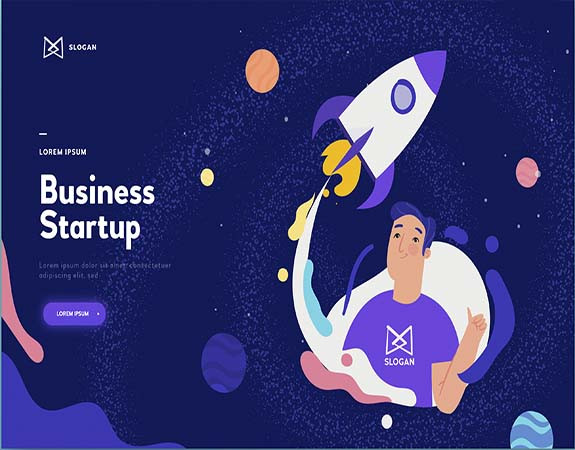 SLOGAN
LOREM IPSUM
Business
Startup
Lorem ipsum dolor sit amet consectetuer
adipiscing elit, sed
LOREM IPSUM
SLOGAN